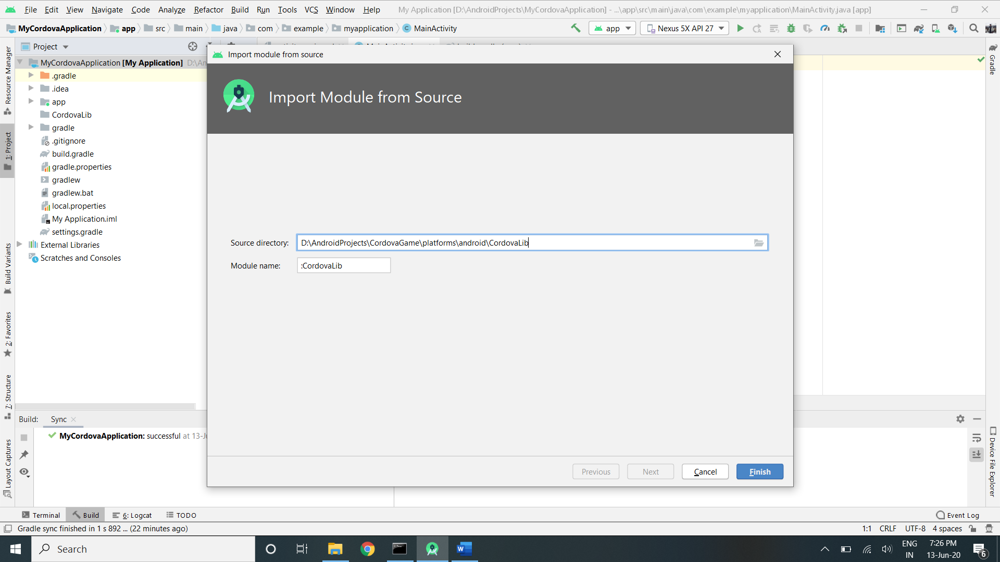 File Edit View Navigate Code Analyze Refactor Build Run Tools VCS Window Help My Application [D:\AndroidProjects\MyCordovaApplication] - ...\app\src\main\java\com\example\myapplication\MainActivity.java [app]
MyCordovaApplication app src main java com example myapplication MainActivity app Nexus 5X API 27
Project
Import module from source
MyCordovaApplication [My Application] D:\An
.gradle
.idea
app
CordovaLib
gradle
.gitignore
build.gradle
gradle.properties
gradlew
gradlew.bat
local.properties
My Application.iml
settings.gradle
External Libraries
Scratches and Consoles
Import Module from Source
Source directory: D:\AndroidProjects\CordovaGame\platforms\android\CordovaLib
Module name: :CordovaLib
Previous Next Cancel Finish
Resource Manager
1: Project
Build Variants
2: Favorites
7: Structure
Layout Captures
Gradle
Device File Explorer
Build: Sync
MyCordovaApplication: successful at 13-Ju
Terminal Build 6: Logcat TODO Event Log
Gradle sync finished in 1 s 892 ... (22 minutes ago) 1:1 CRLF UTF-8 4 spaces
Search
ENG
IN
7:26 PM
13-Jun-20
6